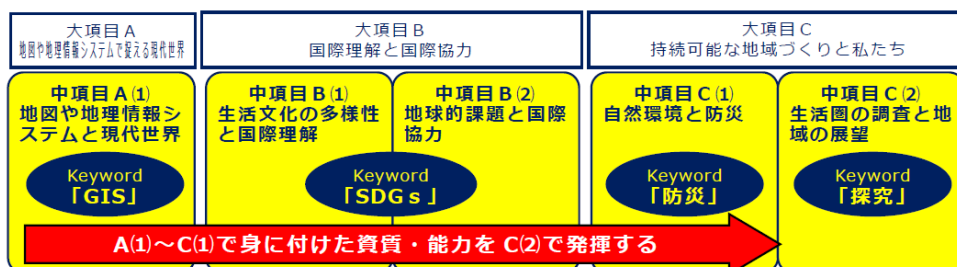 大項目A
地図や地理情報システムで捉える現代世界
大項目B
国際理解と国際協力
大項目C
持続可能な地域づくりと私たち
中項目A⑴
地図や地理情報シ
ステムと現代世界
Keyword
「GIS」
中項目B⑴
生活文化の多様性
と国際理解
中項目B⑵
地球的課題と国際
協力
Keyword
「SDGs」
中項目C⑴
自然環境と防災
Keyword
「防災」
中項目C⑵
生活圏の調査と地
域の展望
Keyword
「探究」
A⑴～C⑴で身に付けた資質・能力をC⑵で発揮する